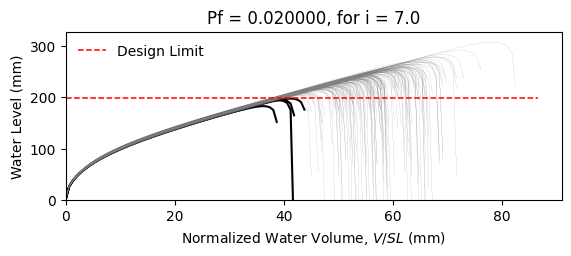 Pf = 0.020000, for i = 7.0
Water Level (mm)
300
200
100
0
Design Limit
0 20 40 60 80
Normalized Water Volume, V/SL (mm)